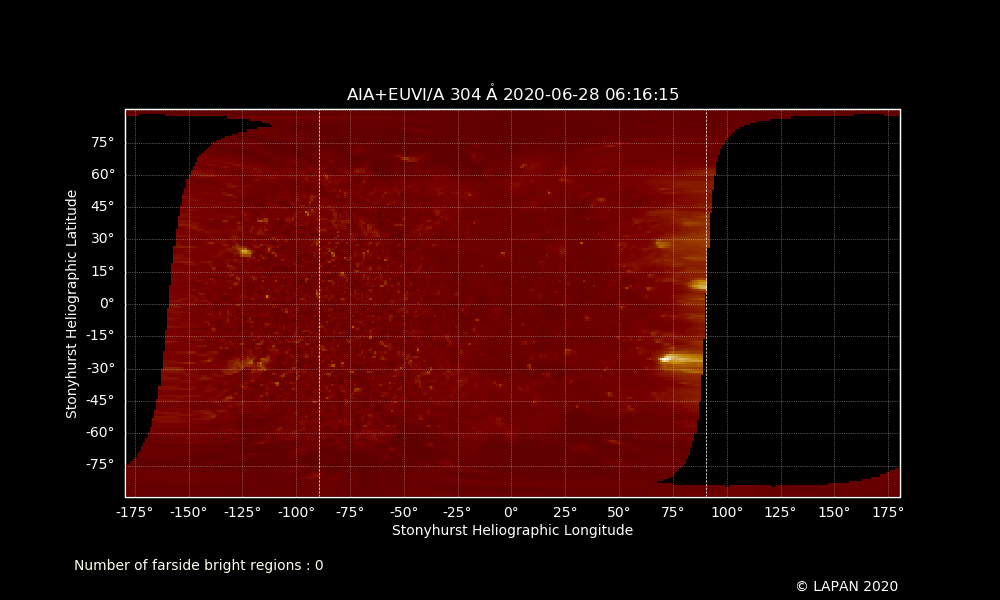 AIA+EUVI/A 304 Å 2020-06-28 06:16:15
Stonyhurst Heliographic Latitude
75°
60°
45°
30°
15°
0°
-15°
-30°
-45°
-60°
-75°
-175° -150° -125° -100° -75° -50° -25° 0° 25° 50° 75° 100° 125° 150° 175°
Stonyhurst Heliographic Longitude
Number of farside bright regions : 0
© LAPAN 2020